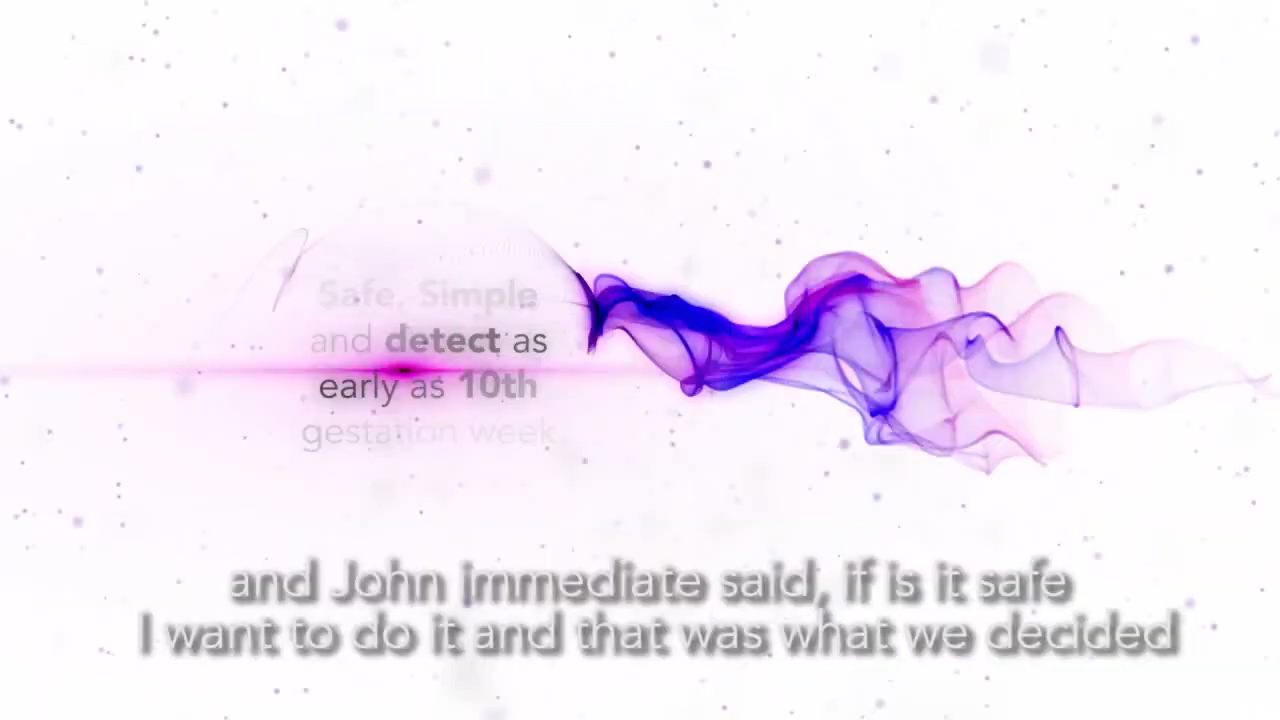 Safe, Simple
and detect as
early as 10th
gestation week
and John immediate said, if is it safe
I want to do it and that was what we decided